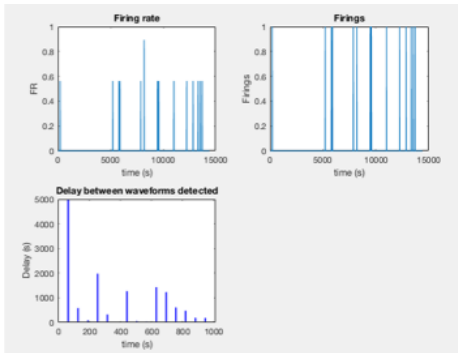 Firing rate
1
0.8
0.6
0.4
0.2
0
FR
0 5000 10000 15000
time (s)
Firings
1
0.8
0.6
0.4
0.2
0
Firings
0 5000 10000 15000
time (s)
Delay between waveforms detected
5000
4000
3000
2000
1000
0
Delay (s)
0 200 400 600 800 1000
time (s)